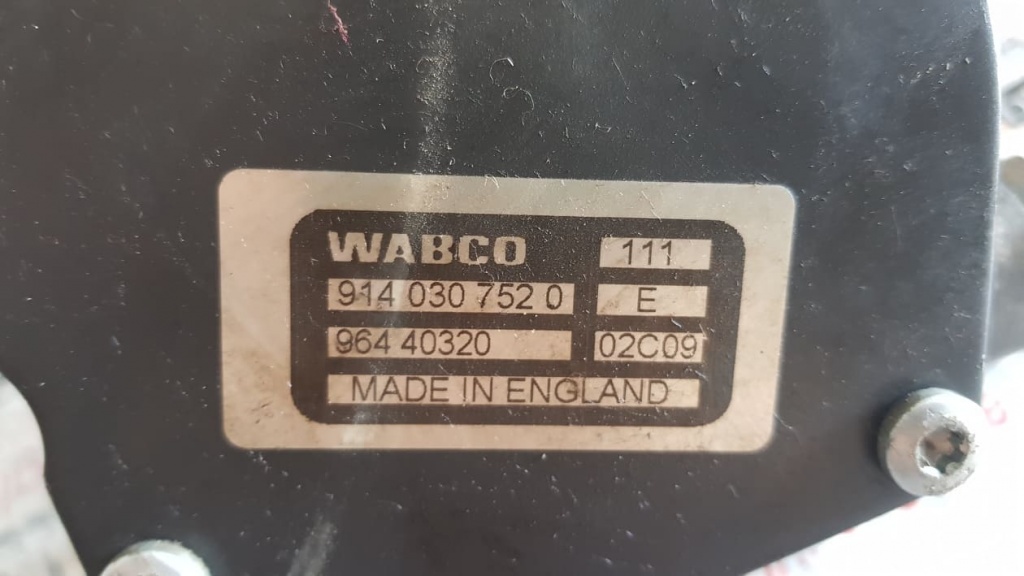 WABCO 111
914 030 752 0 E
964 40320 02C09
MADE IN ENGLAND